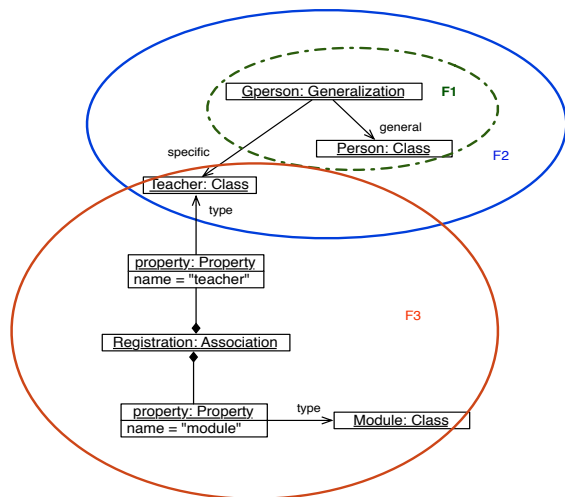 Gperson: Generalization
F1
general
Person: Class
specific
F2
Teacher: Class
type
property: Property
name = "teacher"
F3
Registration: Association
property: Property
name = "module"
type
Module: Class